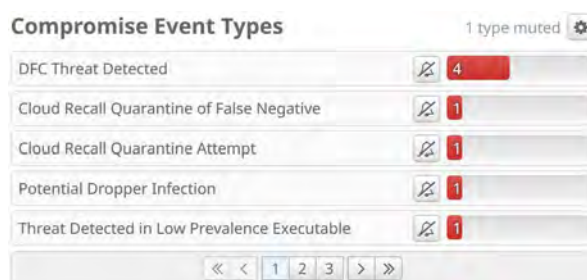 Compromise Event Types 1 type muted
DFC Threat Detected 4
Cloud Recall Quarantine of False Negative 1
Cloud Recall Quarantine Attempt 1
Potential Dropper Infection 1
Threat Detected in Low Prevalence Executable 1
« < 1 2 3 > »